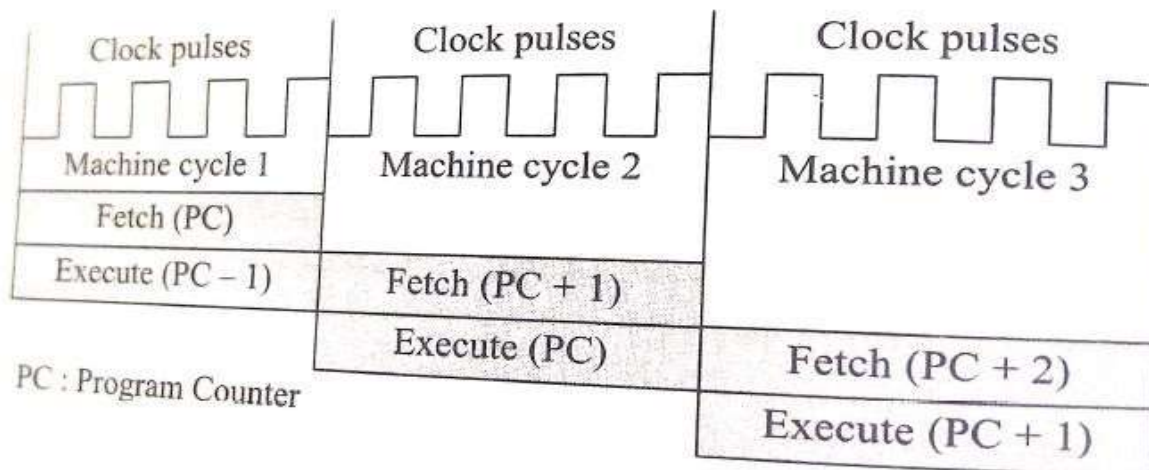 Clock pulses
Clock pulses
Clock pulses
Machine cycle 1
Machine cycle 2
Machine cycle 3
Fetch (PC)
Execute (PC – 1)
Fetch (PC + 1)
Execute (PC)
Fetch (PC + 2)
Execute (PC + 1)
PC : Program Counter